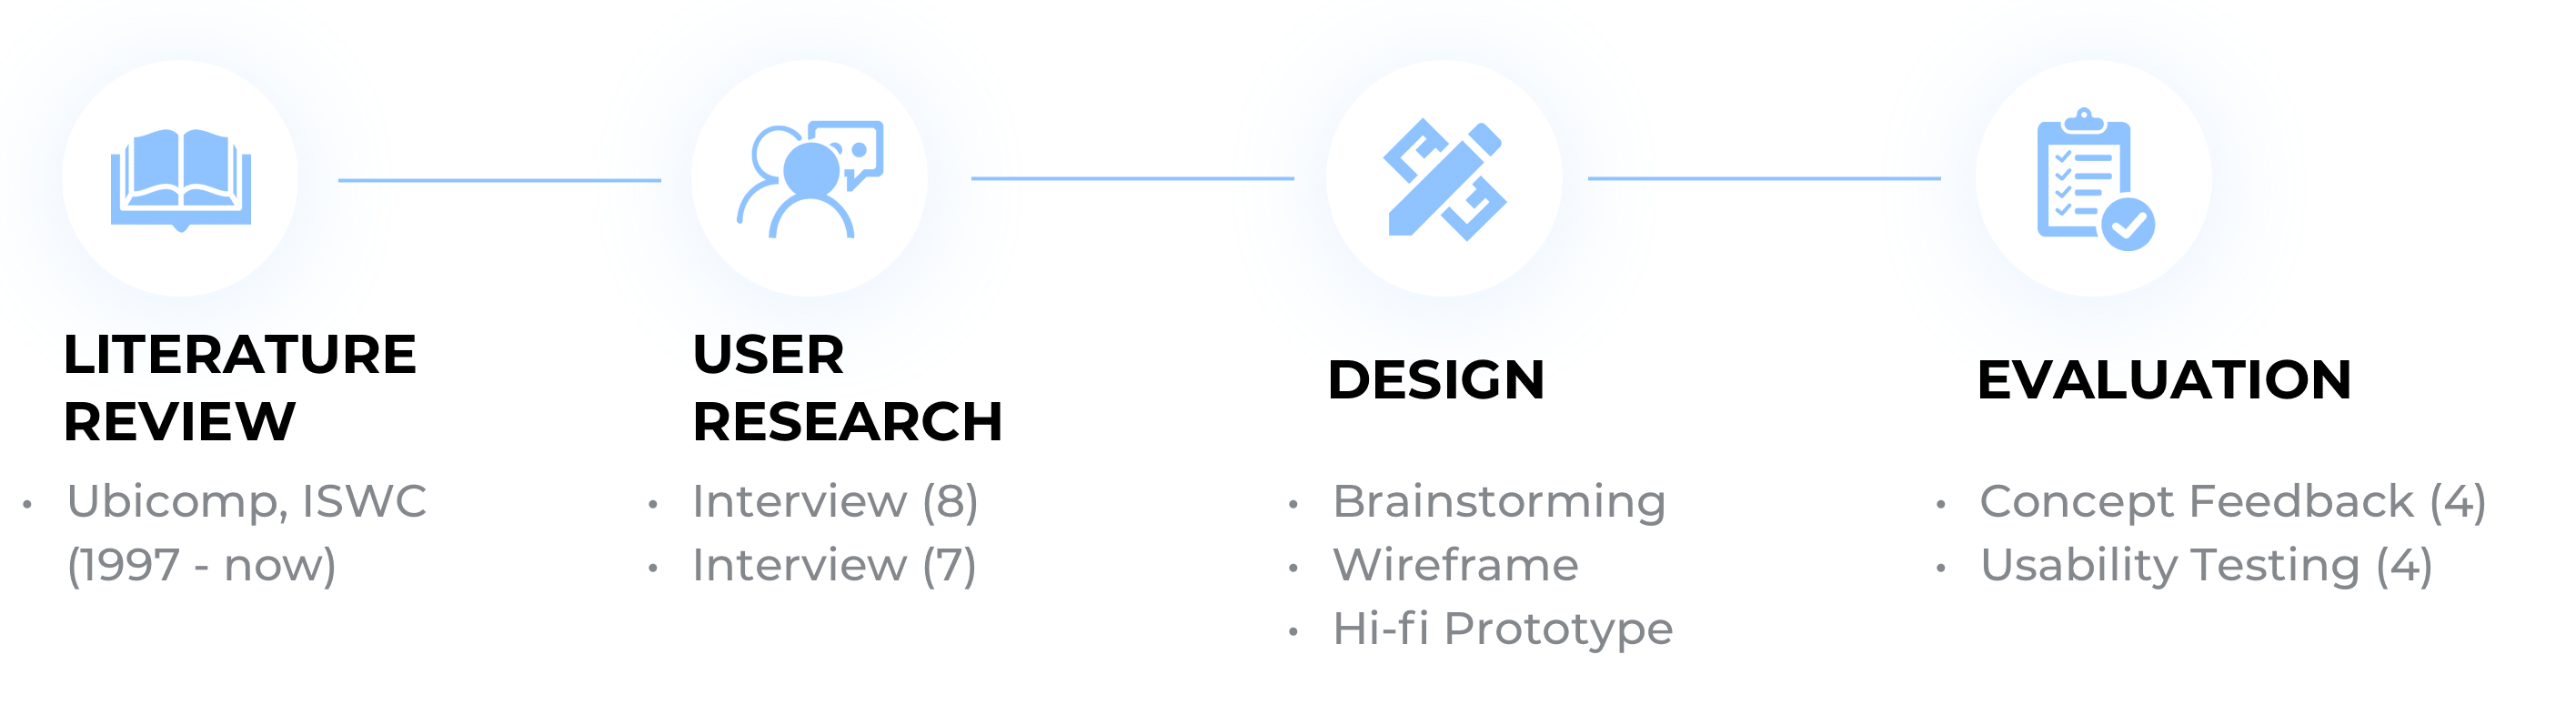 LITERATURE
REVIEW
• Ubicomp, ISWC
(1997 - now)
USER
RESEARCH
• Interview (8)
• Interview (7)
DESIGN
• Brainstorming
• Wireframe
• Hi-fi Prototype
EVALUATION
• Concept Feedback (4)
• Usability Testing (4)